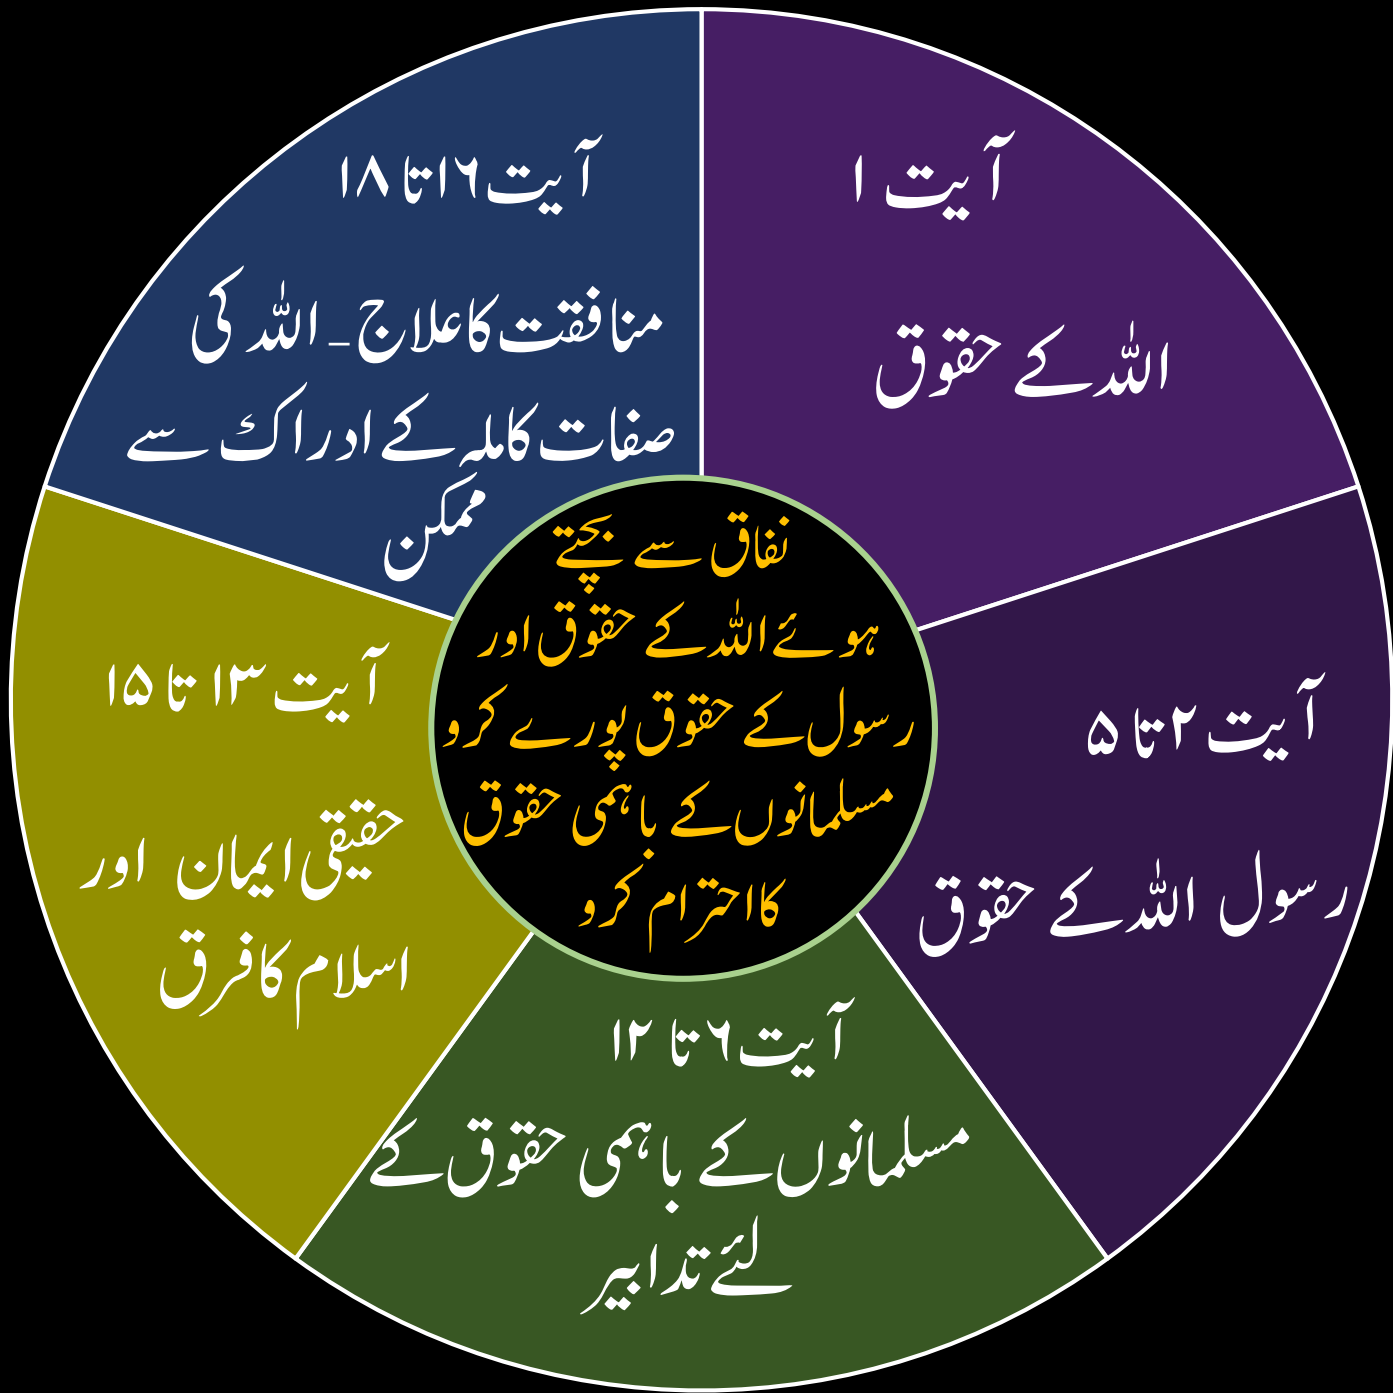 آیت ۱
اللہ کے حقوق
آیت ۲ تا ۵
رسول اللہ کے حقوق
آیت ۶ تا ۱۲
مسلمانوں کے باہمی حقوق کے
لئے تدابیر
آیت ۱۳ تا ۱۵
حقیقی ایمان اور
اسلام کا فرق
آیت ۱۶ تا ۱۸
منافقت کا علاج ۔ اللہ کی
صفات کاملہ کے ادراک سے
ممکن
نفاق سے بچتے
ہوئے اللہ کے حقوق اور
رسول کے حقوق پورے کرو
مسلمانوں کے باہمی حقوق
کا احترام کرو